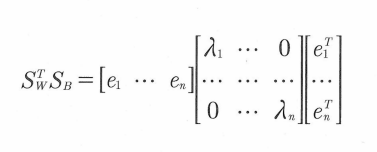 S_W^T S_B = [e_1 ⋯ e_n] [λ_1 ⋯ 0; ⋯ ⋯ ⋯; 0 ⋯ λ_n] [e_1^T; ⋯; e_n^T]